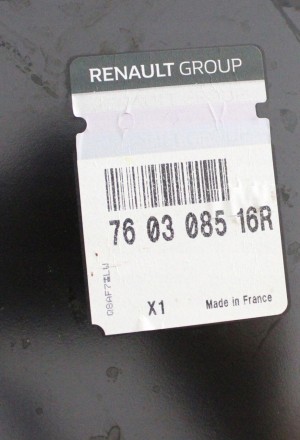 RENAULT GROUP
76 03 085 16R
X1
Made in France